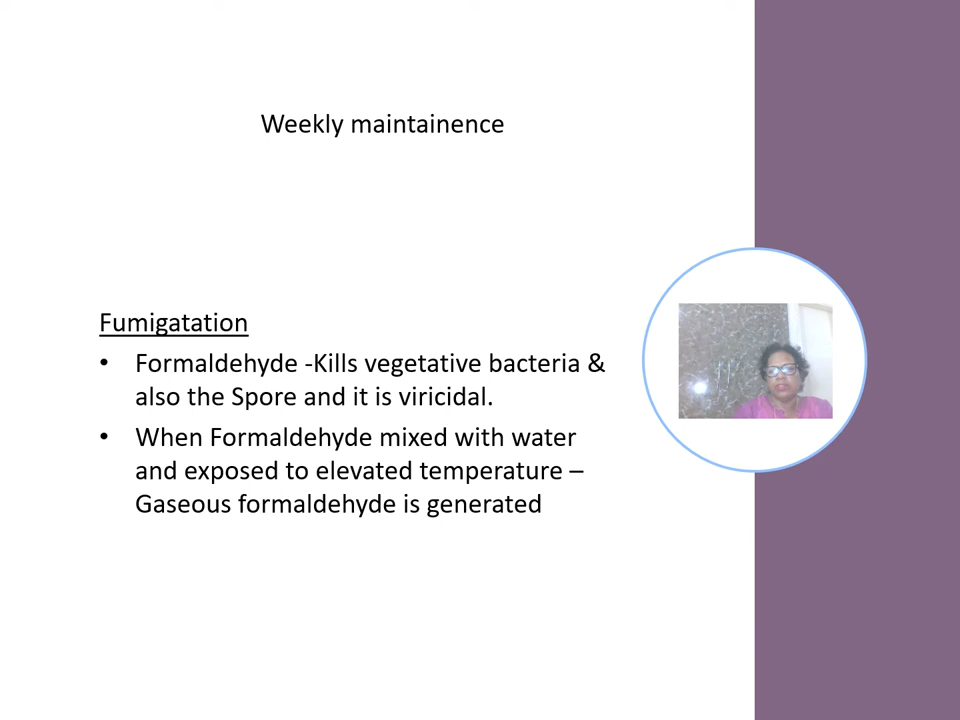 Weekly maintainence
Fumigatation
• Formaldehyde -Kills vegetative bacteria &
also the Spore and it is viricidal.
• When Formaldehyde mixed with water
and exposed to elevated temperature –
Gaseous formaldehyde is generated